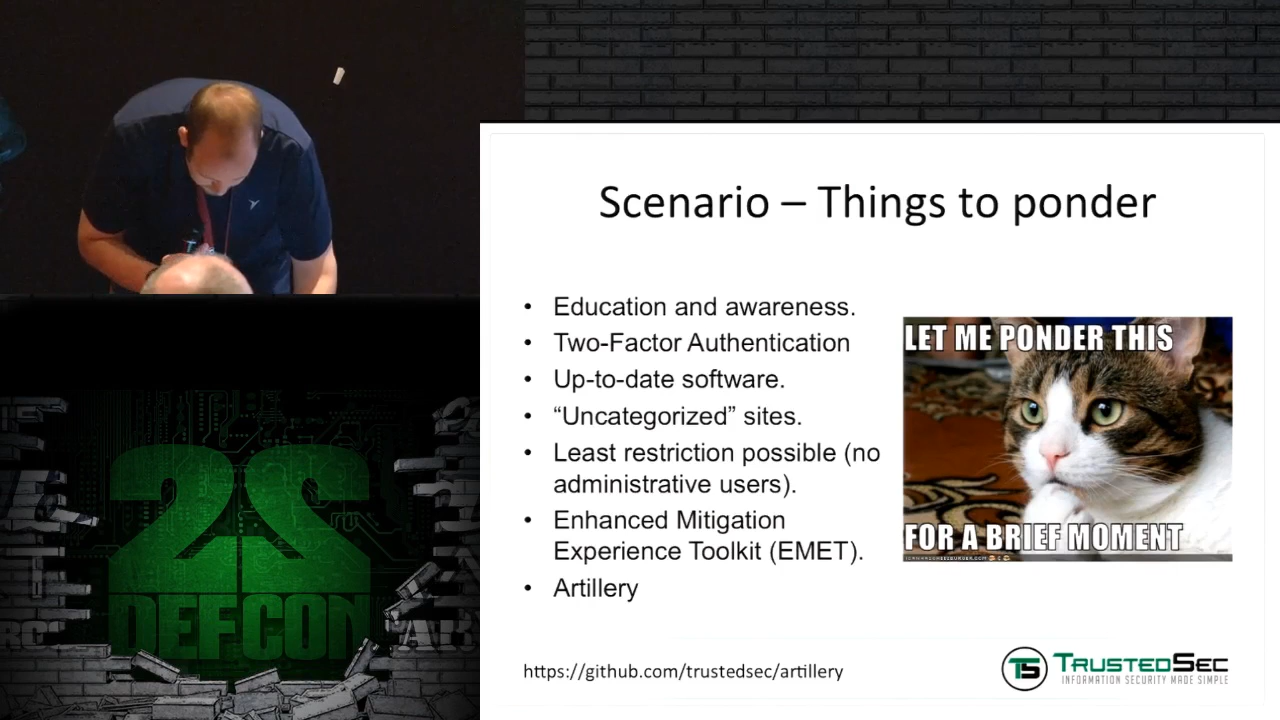 Scenario – Things to ponder
• Education and awareness.
• Two-Factor Authentication
• Up-to-date software.
• “Uncategorized” sites.
• Least restriction possible (no
administrative users).
• Enhanced Mitigation
Experience Toolkit (EMET).
• Artillery
LET ME PONDER THIS
FOR A BRIEF MOMENT
https://github.com/trustedsec/artillery
TS TRUSTEDSEC
INFORMATION SECURITY MADE SIMPLE
22
DEFCON